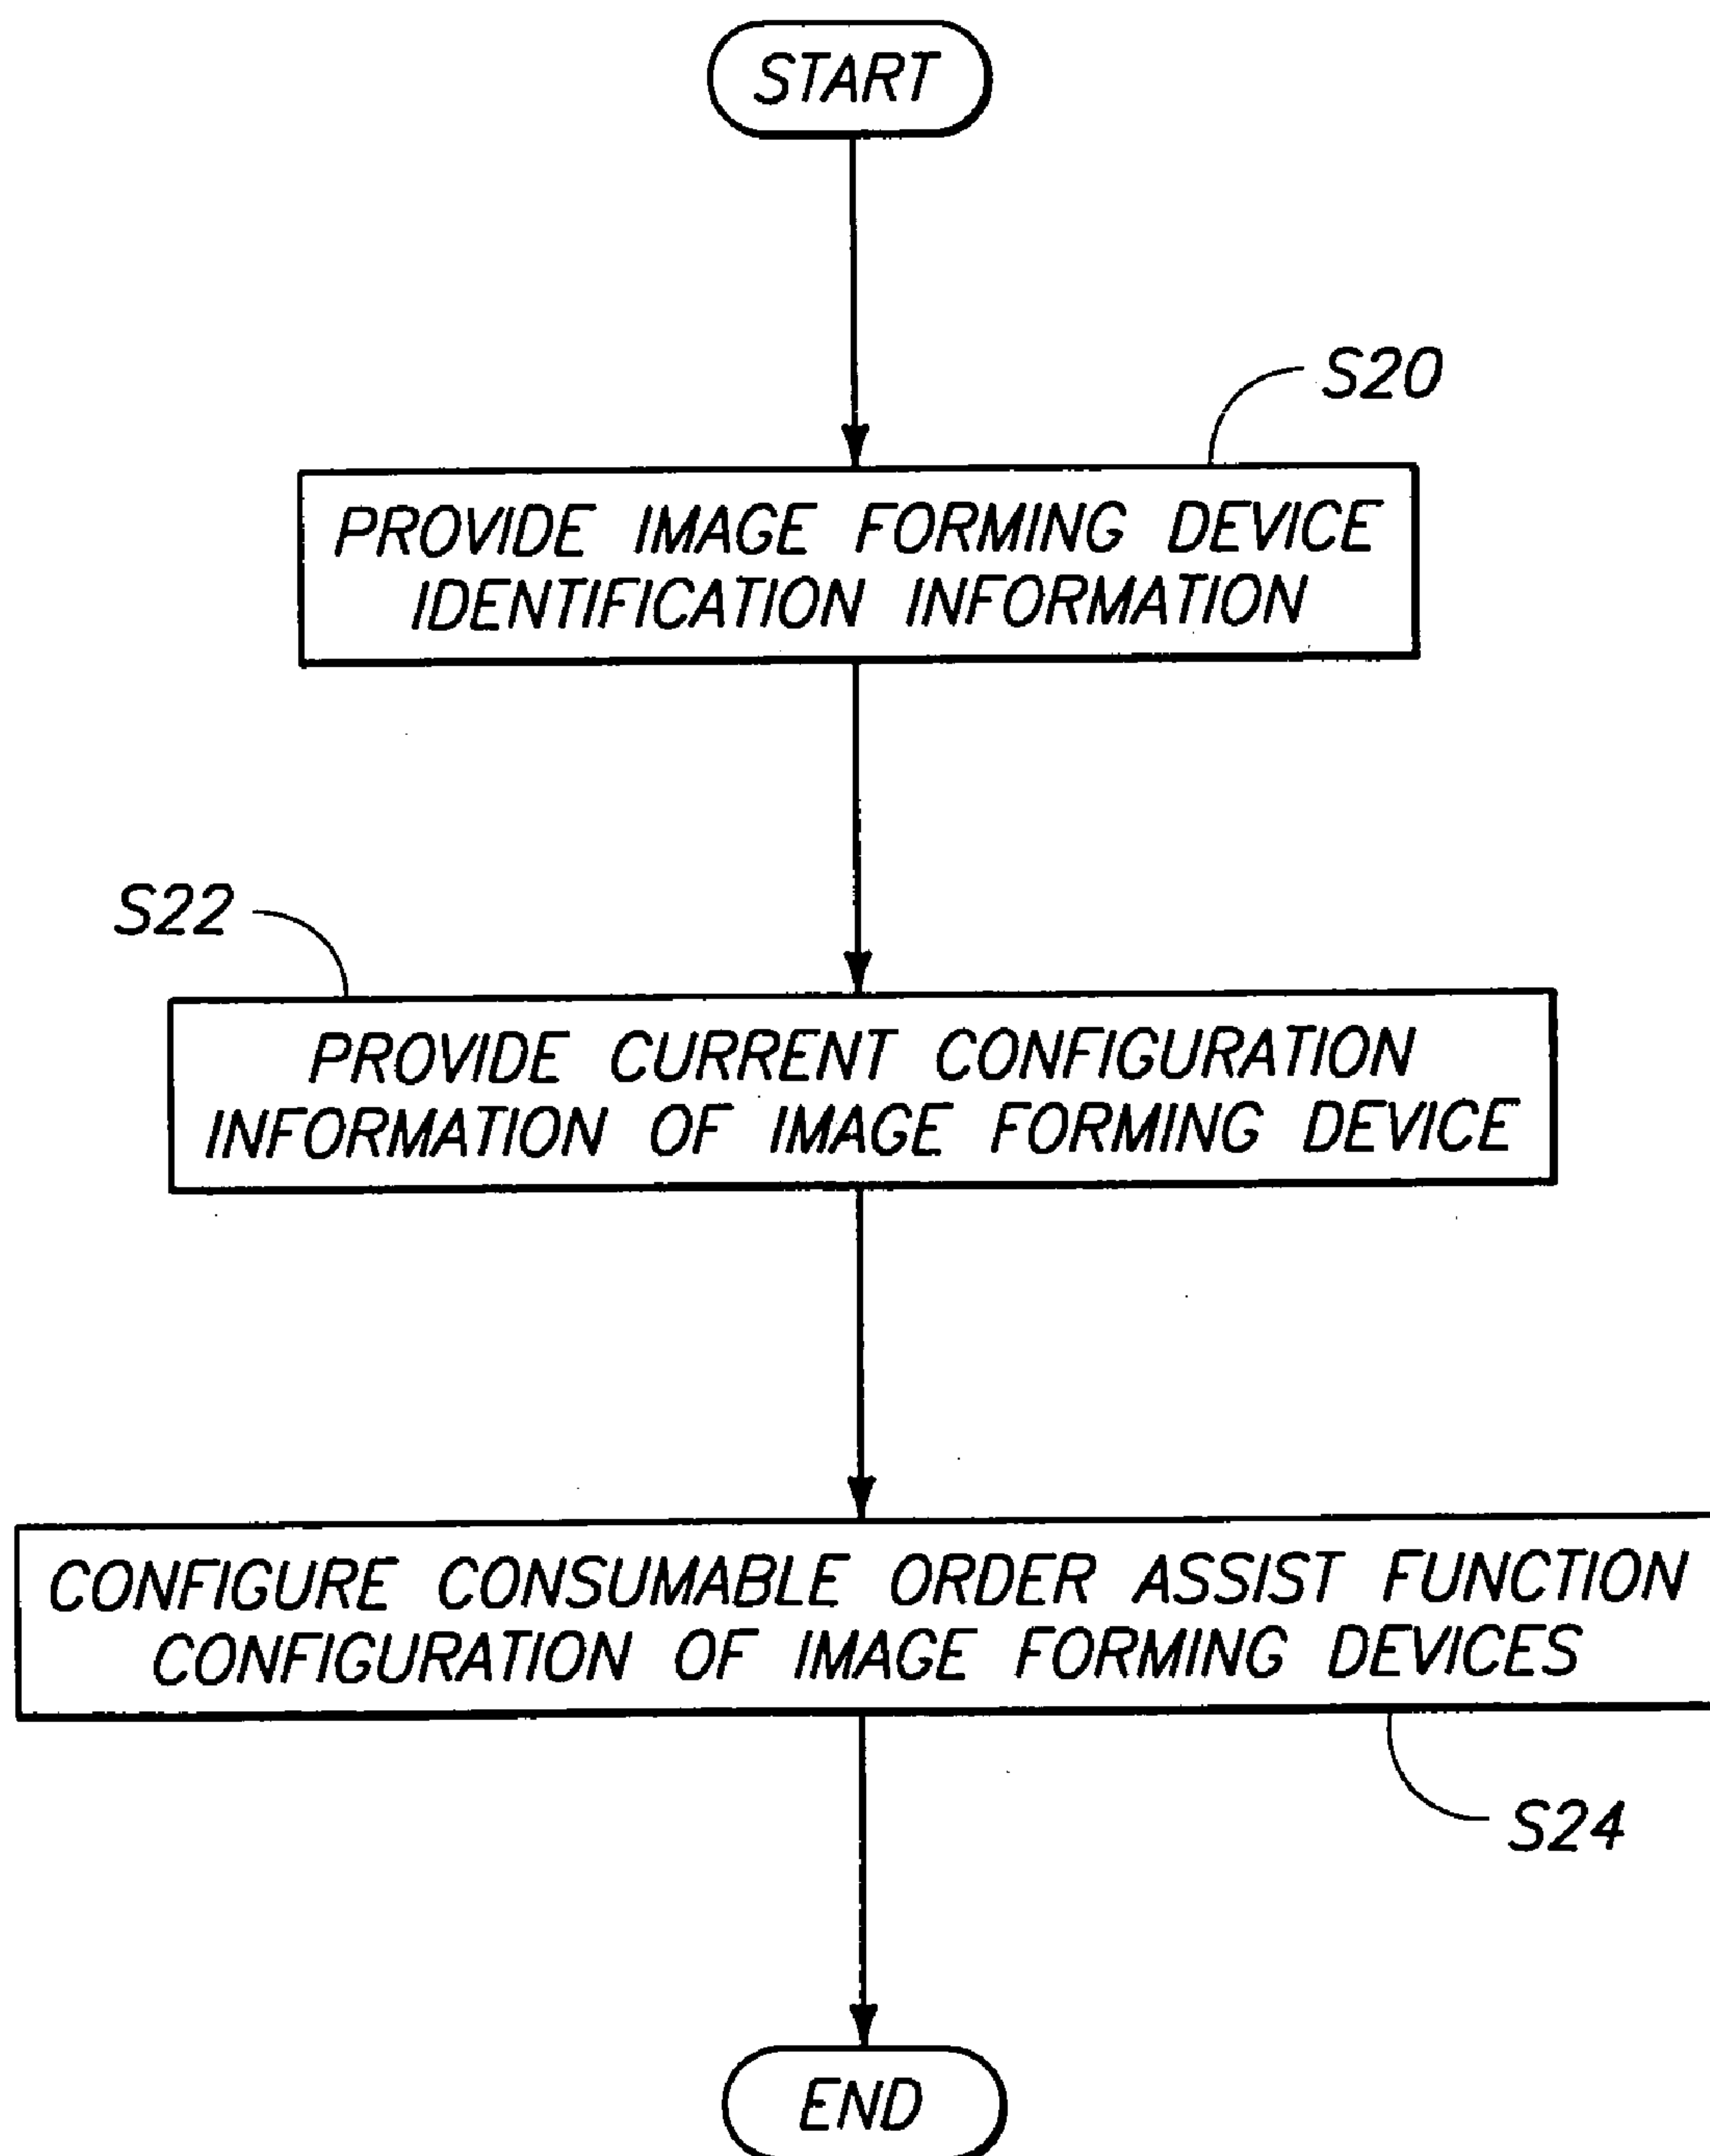 START
S20
PROVIDE IMAGE FORMING DEVICE
IDENTIFICATION INFORMATION
S22
PROVIDE CURRENT CONFIGURATION
INFORMATION OF IMAGE FORMING DEVICE
CONFIGURE CONSUMABLE ORDER ASSIST FUNCTION
CONFIGURATION OF IMAGE FORMING DEVICES
S24
END